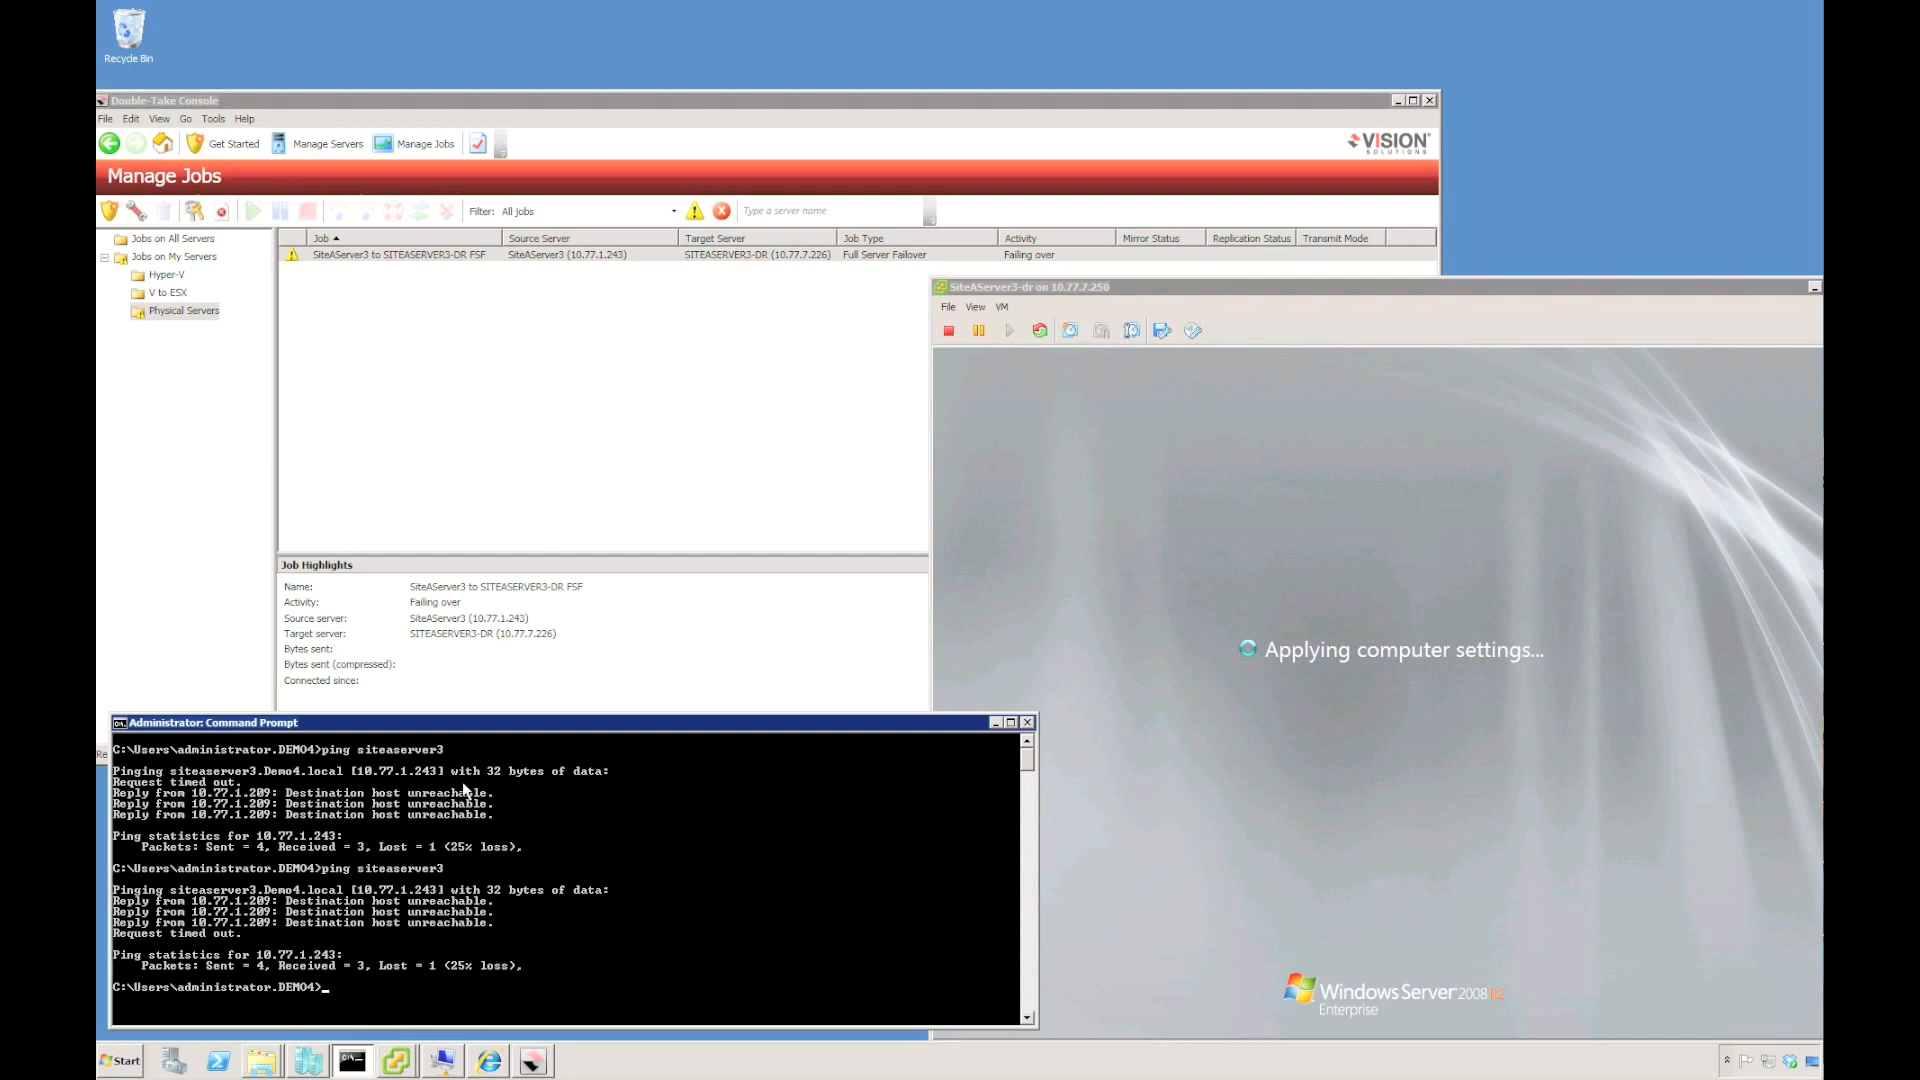 Recycle Bin
Double-Take Console
File Edit View Go Tools Help
Get Started Manage Servers Manage Jobs
VISION
SOLUTIONS
Manage Jobs
Filter: All jobs Type a server name
Jobs on All Servers
Jobs on My Servers
Hyper-V
V to ESX
Physical Servers
Job Source Server Target Server Job Type Activity Mirror Status Replication Status Transmit Mode
SiteAServer3 to SITEASERVER3-DR FSF SiteAServer3 (10.77.1.243) SITEASERVER3-DR (10.77.7.226) Full Server Failover Failing over
SiteAServer3-dr on 10.77.7.250
File View VM
Applying computer settings...
Windows Server 2008 R2
Enterprise
Job Highlights
Name: SiteAServer3 to SITEASERVER3-DR FSF
Activity: Failing over
Source server: SiteAServer3 (10.77.1.243)
Target server: SITEASERVER3-DR (10.77.7.226)
Bytes sent:
Bytes sent (compressed):
Connected since:
Re
Administrator: Command Prompt
C:\Users\administrator.DEMO4>ping siteaserver3
Pinging siteaserver3.Demo4.local [10.77.1.243] with 32 bytes of data:
Request timed out.
Reply from 10.77.1.209: Destination host unreachable.
Reply from 10.77.1.209: Destination host unreachable.
Reply from 10.77.1.209: Destination host unreachable.
Ping statistics for 10.77.1.243:
Packets: Sent = 4, Received = 3, Lost = 1 (25% loss),
C:\Users\administrator.DEMO4>ping siteaserver3
Pinging siteaserver3.Demo4.local [10.77.1.243] with 32 bytes of data:
Reply from 10.77.1.209: Destination host unreachable.
Reply from 10.77.1.209: Destination host unreachable.
Reply from 10.77.1.209: Destination host unreachable.
Request timed out.
Ping statistics for 10.77.1.243:
Packets: Sent = 4, Received = 3, Lost = 1 (25% loss),
C:\Users\administrator.DEMO4>_
Start